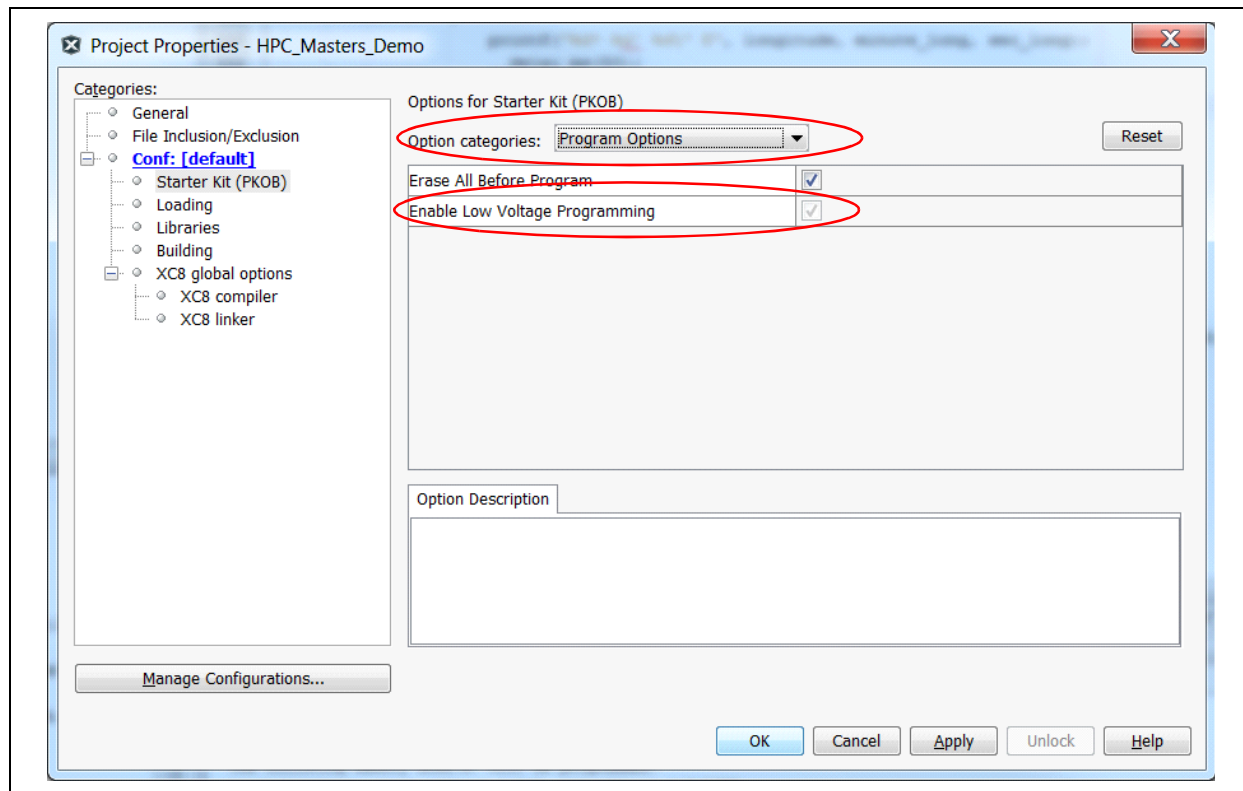 Project Properties - HPC_Masters_Demo
Categories:
General
File Inclusion/Exclusion
Conf: [default]
Starter Kit (PKOB)
Loading
Libraries
Building
XC8 global options
XC8 compiler
XC8 linker
Manage Configurations...
Options for Starter Kit (PKOB)
Option categories: Program Options
Reset
Erase All Before Program
Enable Low Voltage Programming
Option Description
OK Cancel Apply Unlock Help